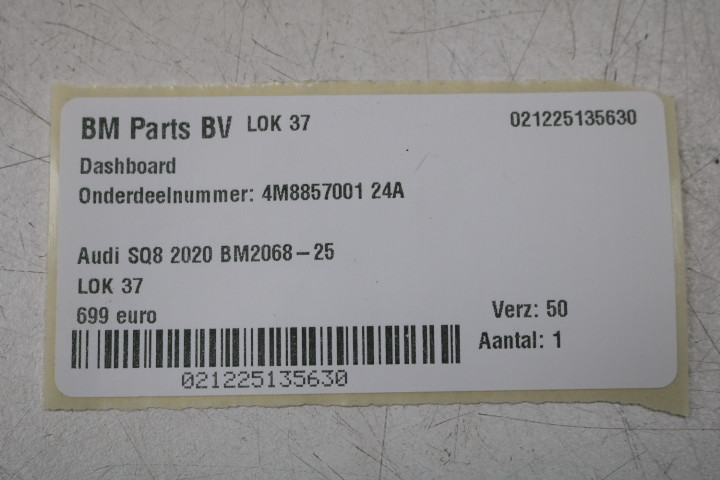 BM Parts BV LOK 37 021225135630
Dashboard
Onderdeelnummer: 4M8857001 24A
Audi SQ8 2020 BM2068-25
LOK 37
699 euro Verz: 50
Aantal: 1
021225135630